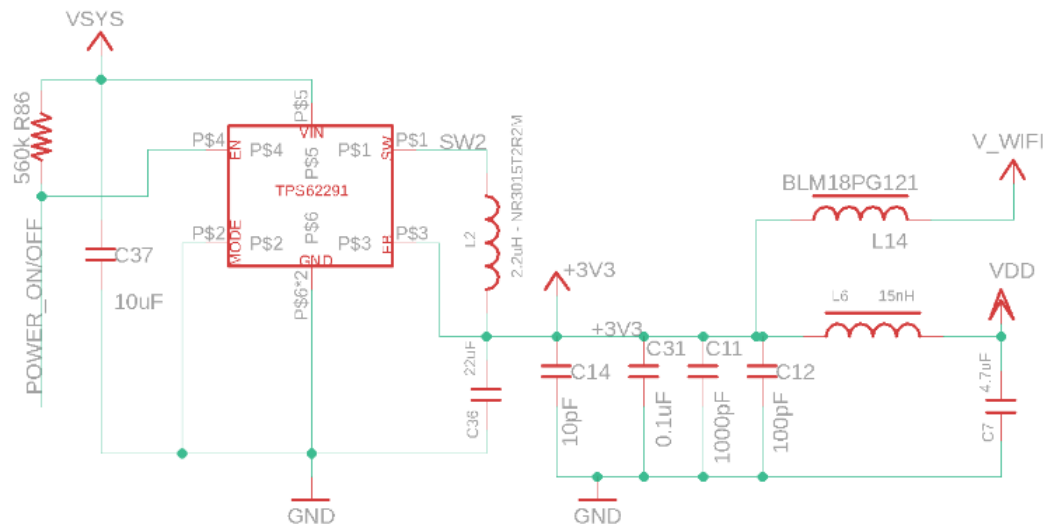 VSYS
560k R86
POWER_ON/OFF
C37
10uF
P$4
EN
P$4
P$2
MODE
P$2
P$5
VIN
P$5
TPS62291
P$6
GND
P$6*2
P$1
SW
P$1
P$3
FB
P$3
SW2
L2
2.2uH - NR3015T2R2M
22uF
C36
GND
+3V3
+3V3
C14
10pF
C31
0.1uF
C11
1000pF
C12
100pF
GND
BLM18PG121
L14
V_WIFI
L6 15nH
VDD
4.7uF
C7